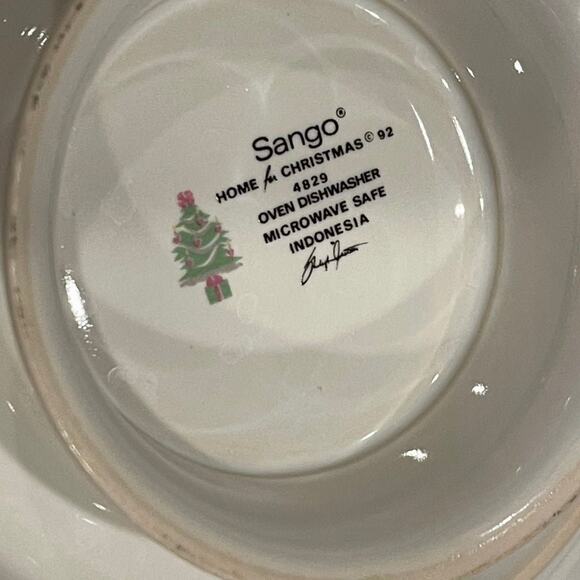 Sango®
HOME for CHRISTMAS © 92
4829
OVEN DISHWASHER
MICROWAVE SAFE
INDONESIA